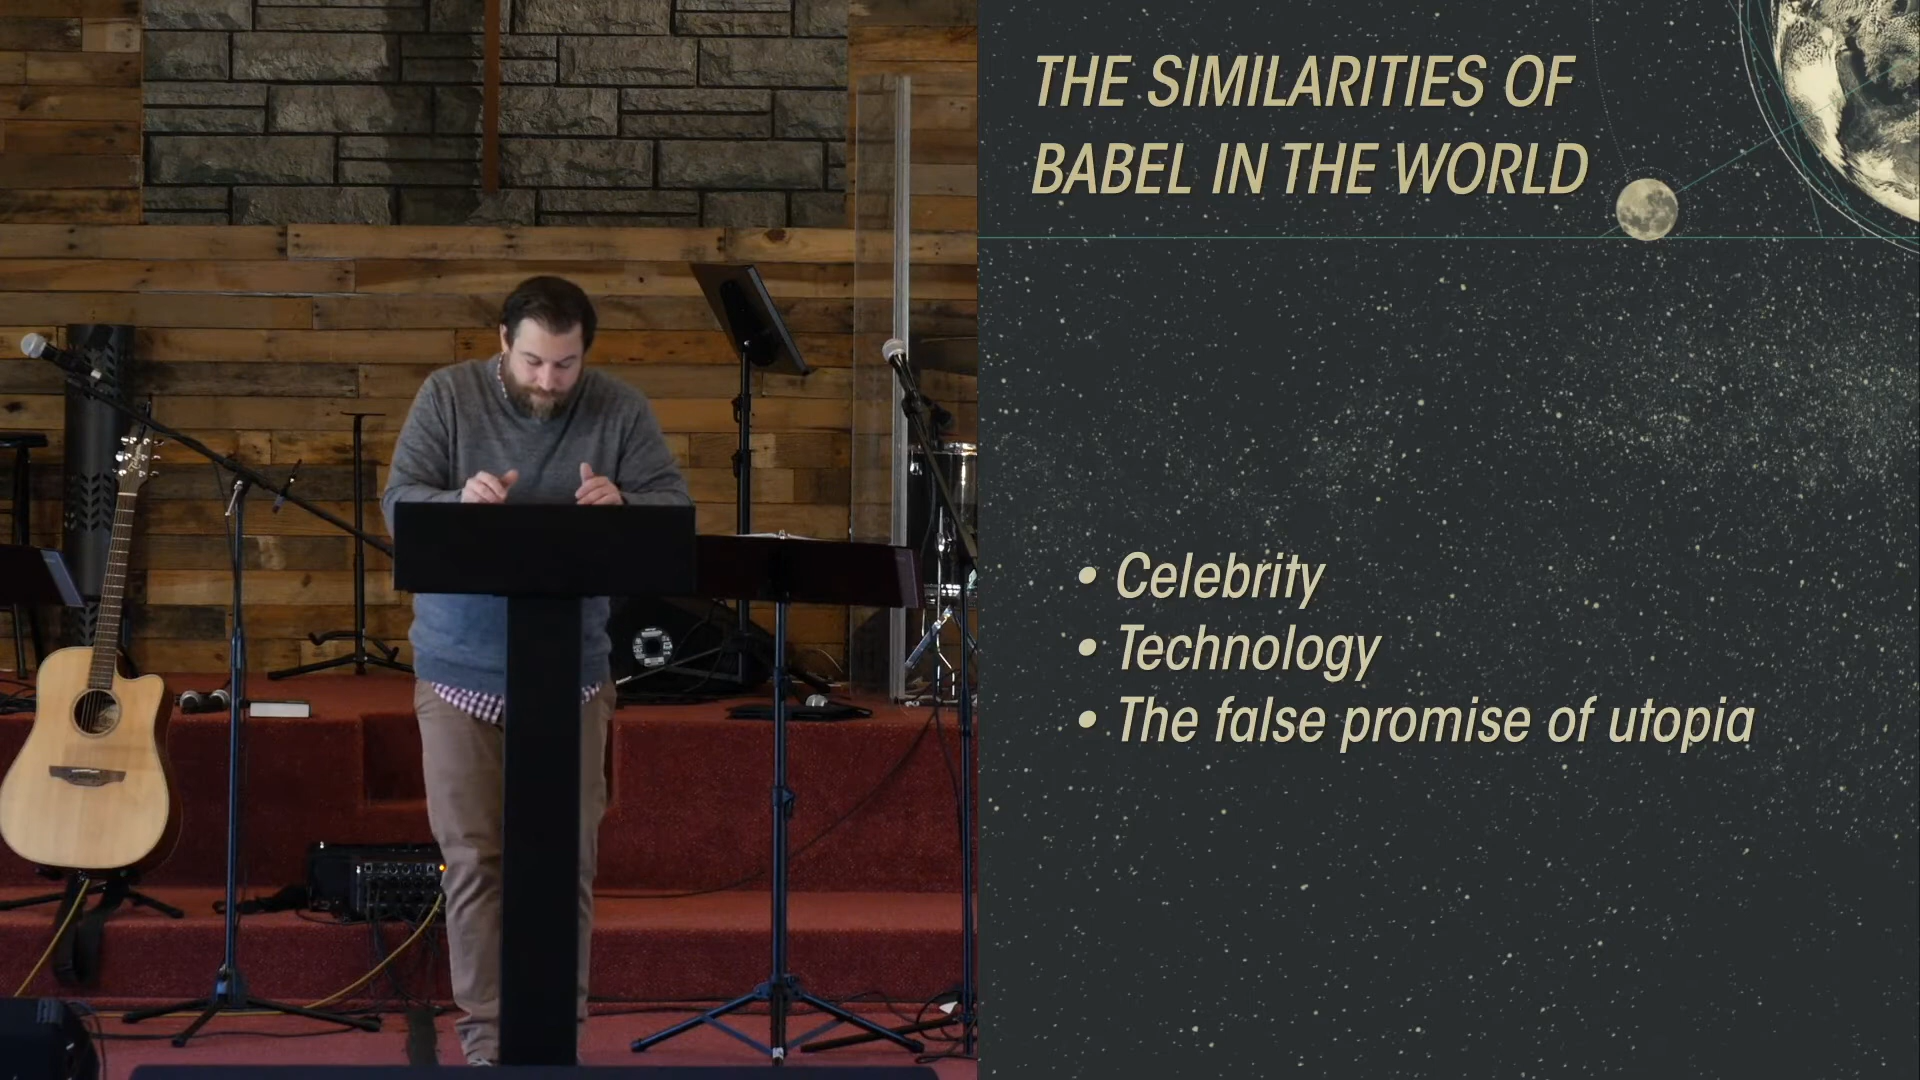 THE SIMILARITIES OF
BABEL IN THE WORLD
• Celebrity
• Technology
• The false promise of utopia